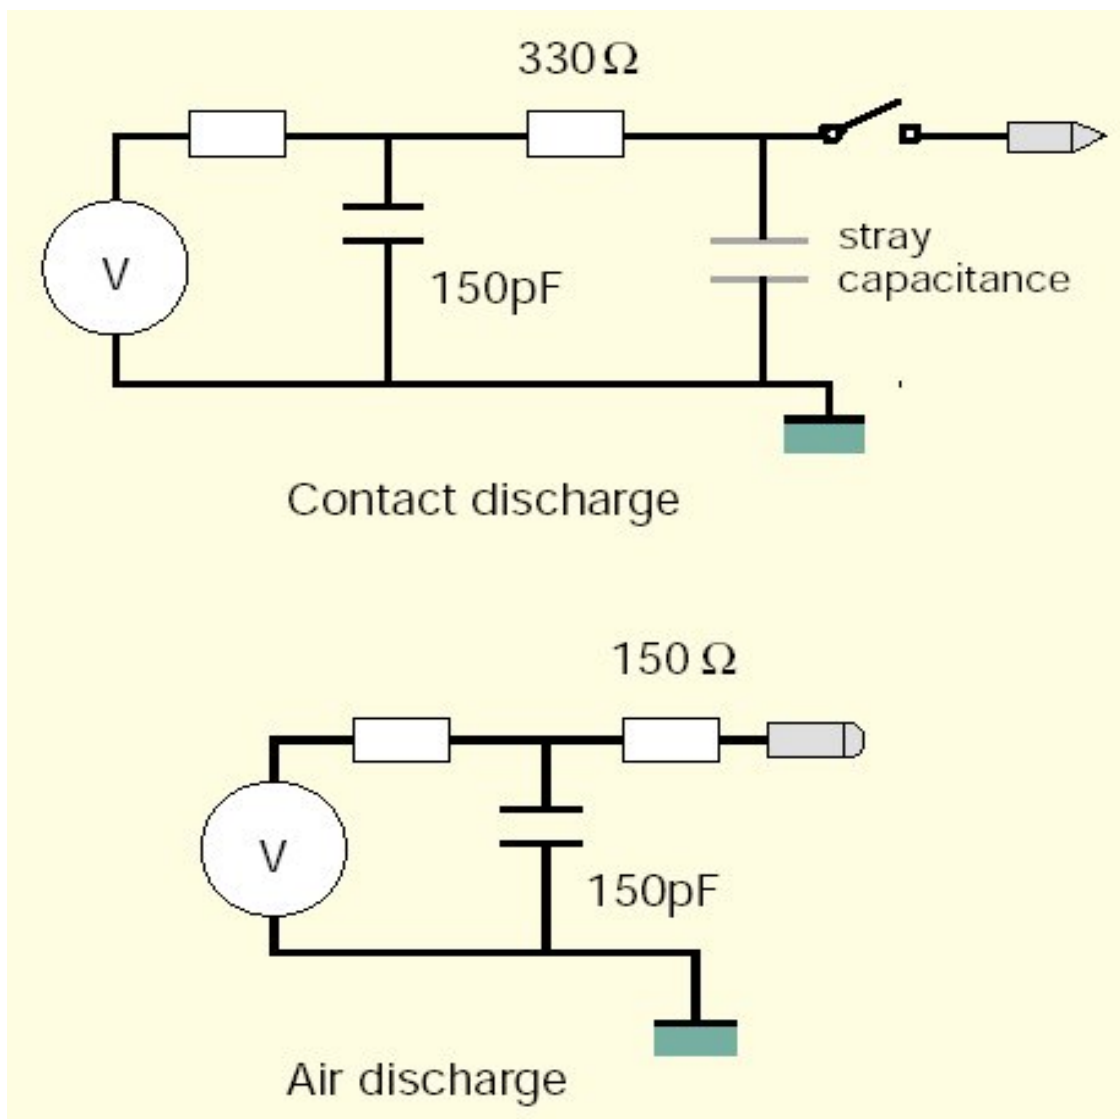 330Ω
V
150pF
stray
capacitance
Contact discharge
150 Ω
V
150pF
Air discharge